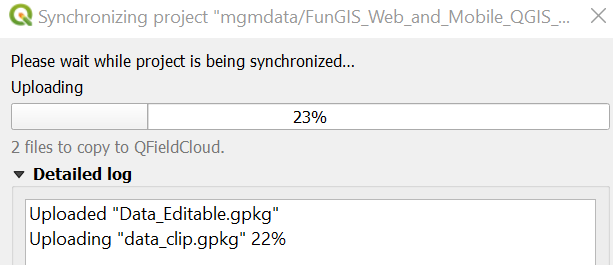 Synchronizing project "mgmdata/FunGIS_Web_and_Mobile_QGIS_...
Please wait while project is being synchronized...
Uploading
23%
2 files to copy to QFieldCloud.
Detailed log
Uploaded "Data_Editable.gpkg"
Uploading "data_clip.gpkg" 22%